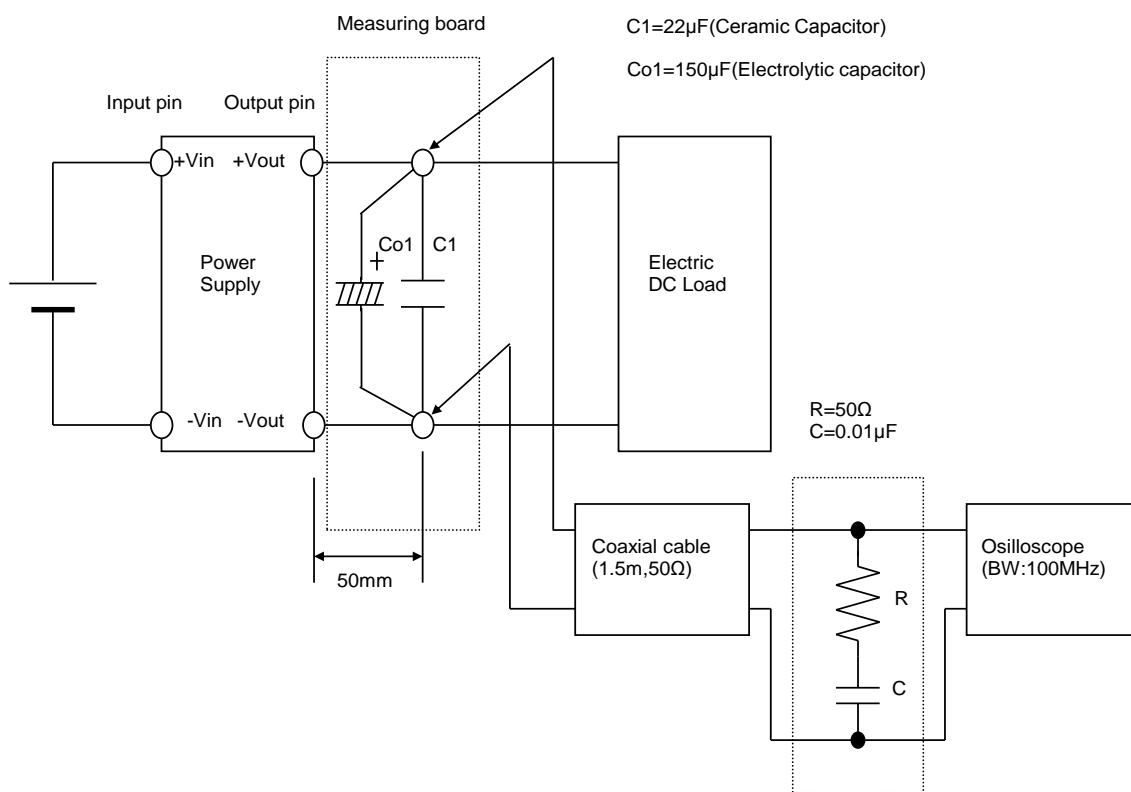 Measuring board
C1=22µF(Ceramic Capacitor)
Co1=150µF(Electrolytic capacitor)
Input pin
Output pin
+Vin
+Vout
Co1
C1
+
Power
Supply
Electric
DC Load
-Vin
-Vout
R=50Ω
C=0.01µF
50mm
Coaxial cable
(1.5m,50Ω)
R
C
Osilloscope
(BW:100MHz)